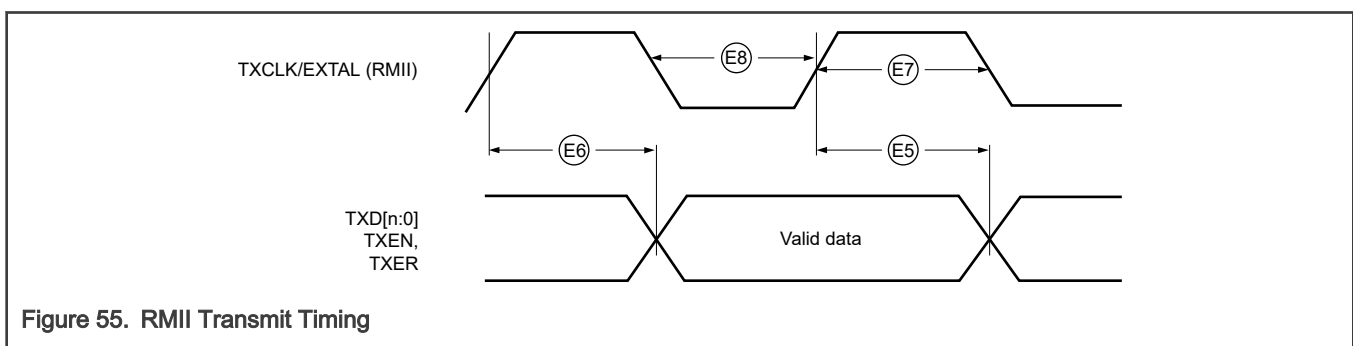 TXCLK/EXTAL (RMII)
E8
E7
E6
E5
TXD[n:0]
TXEN,
TXER
Valid data
Figure 55. RMII Transmit Timing